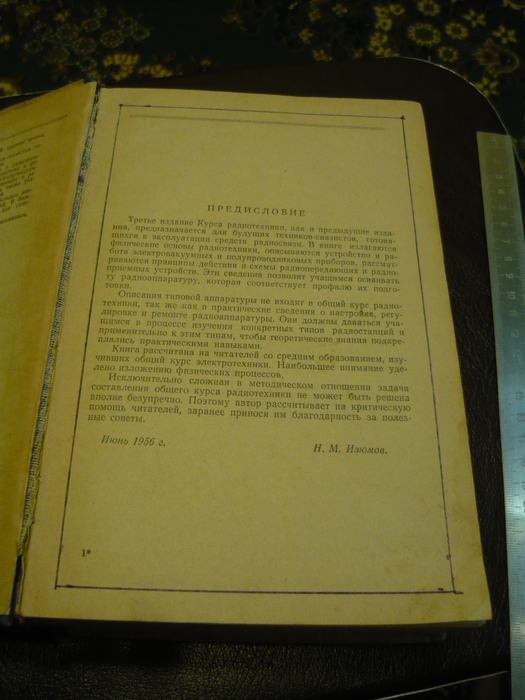 ПРЕДИСЛОВИЕ
Третье издание Курса радиотехники, как и предыдущие изда-
ния, предназначается для будущих техников-связистов, готовя-
щихся к эксплуатации средств радиосвязи. В книге излагаются
физические основы радиотехники, описываются устройство и ра-
бота электровакуумных и полупроводниковых приборов, рассмат-
риваются принципы действия и схемы радиопередающих и радио-
приемных устройств. Эти сведения позволят учащимся осваивать
ту радиоаппаратуру, которая соответствует профилю их подго-
товки.
Описания типовой аппаратуры не входят в общий курс радио-
техники, так же как и практические сведения о настройке, регу-
лировке и ремонте радиоаппаратуры. Они должны даваться уча-
щимся в процессе изучения конкретных типов радиостанций и
применительно к этим типам, чтобы теоретические знания подкре-
плялись практическими навыками.
Книга рассчитана на читателей со средним образованием, изу-
чивших общий курс электротехники. Наибольшее внимание уде-
лено изложению физических процессов.
Исключительно сложная в методическом отношении задача
составления общего курса радиотехники не может быть решена
вполне безупречно. Поэтому автор рассчитывает на критическую
помощь читателей, заранее принося им благодарность за полез-
ные советы.
Июнь 1956 г.
Н. М. Изюмов.
1*